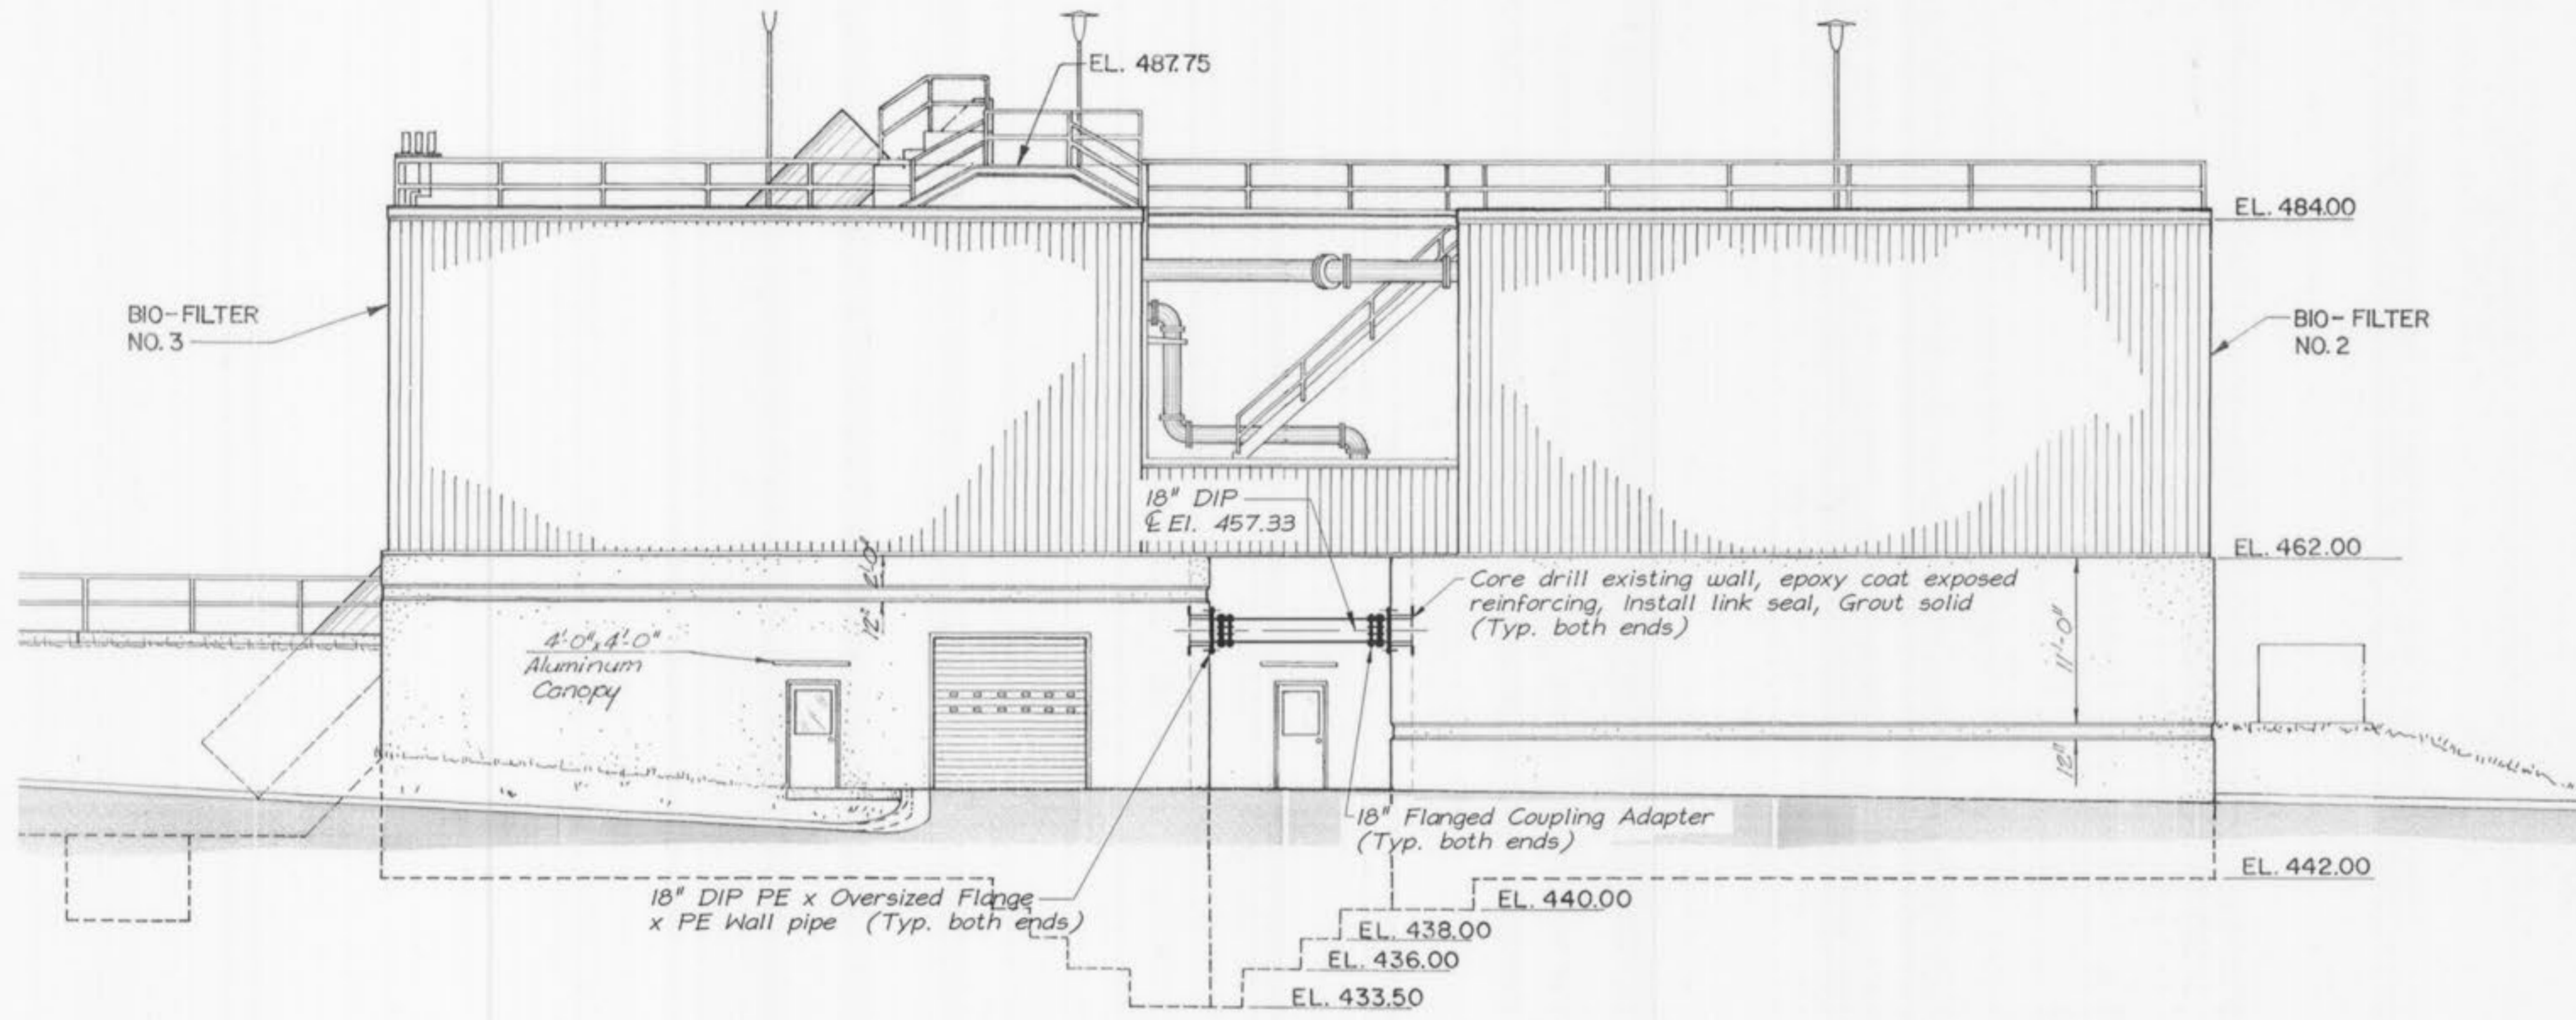 EL. 487.75
EL. 484.00
BIO-FILTER
NO. 3
BIO-FILTER
NO. 2
18" DIP
℄ El. 457.33
EL. 462.00
2'-0"
12"
Core drill existing wall, epoxy coat exposed
reinforcing, Install link seal, Grout solid
(Typ. both ends)
4'-0"x4'-0"
Aluminum
Canopy
11'-0"
12"
18" Flanged Coupling Adapter
(Typ. both ends)
EL. 442.00
18" DIP PE x Oversized Flange
x PE Wall pipe (Typ. both ends)
EL. 440.00
EL. 438.00
EL. 436.00
EL. 433.50